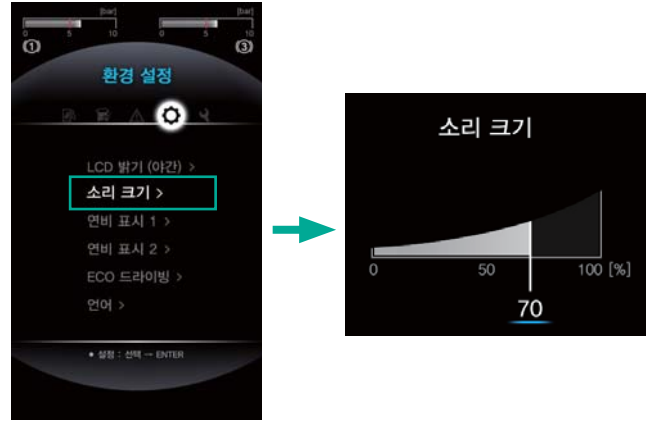 [bar] [bar]
0 5 10 0 5 10
(1) (3)
환경 설정
LCD 밝기 (야간) >
소리 크기 >
연비 표시 1 >
연비 표시 2 >
ECO 드라이빙 >
언어 >
● 설정 : 선택 → ENTER
소리 크기
0 50 100 [%]
70